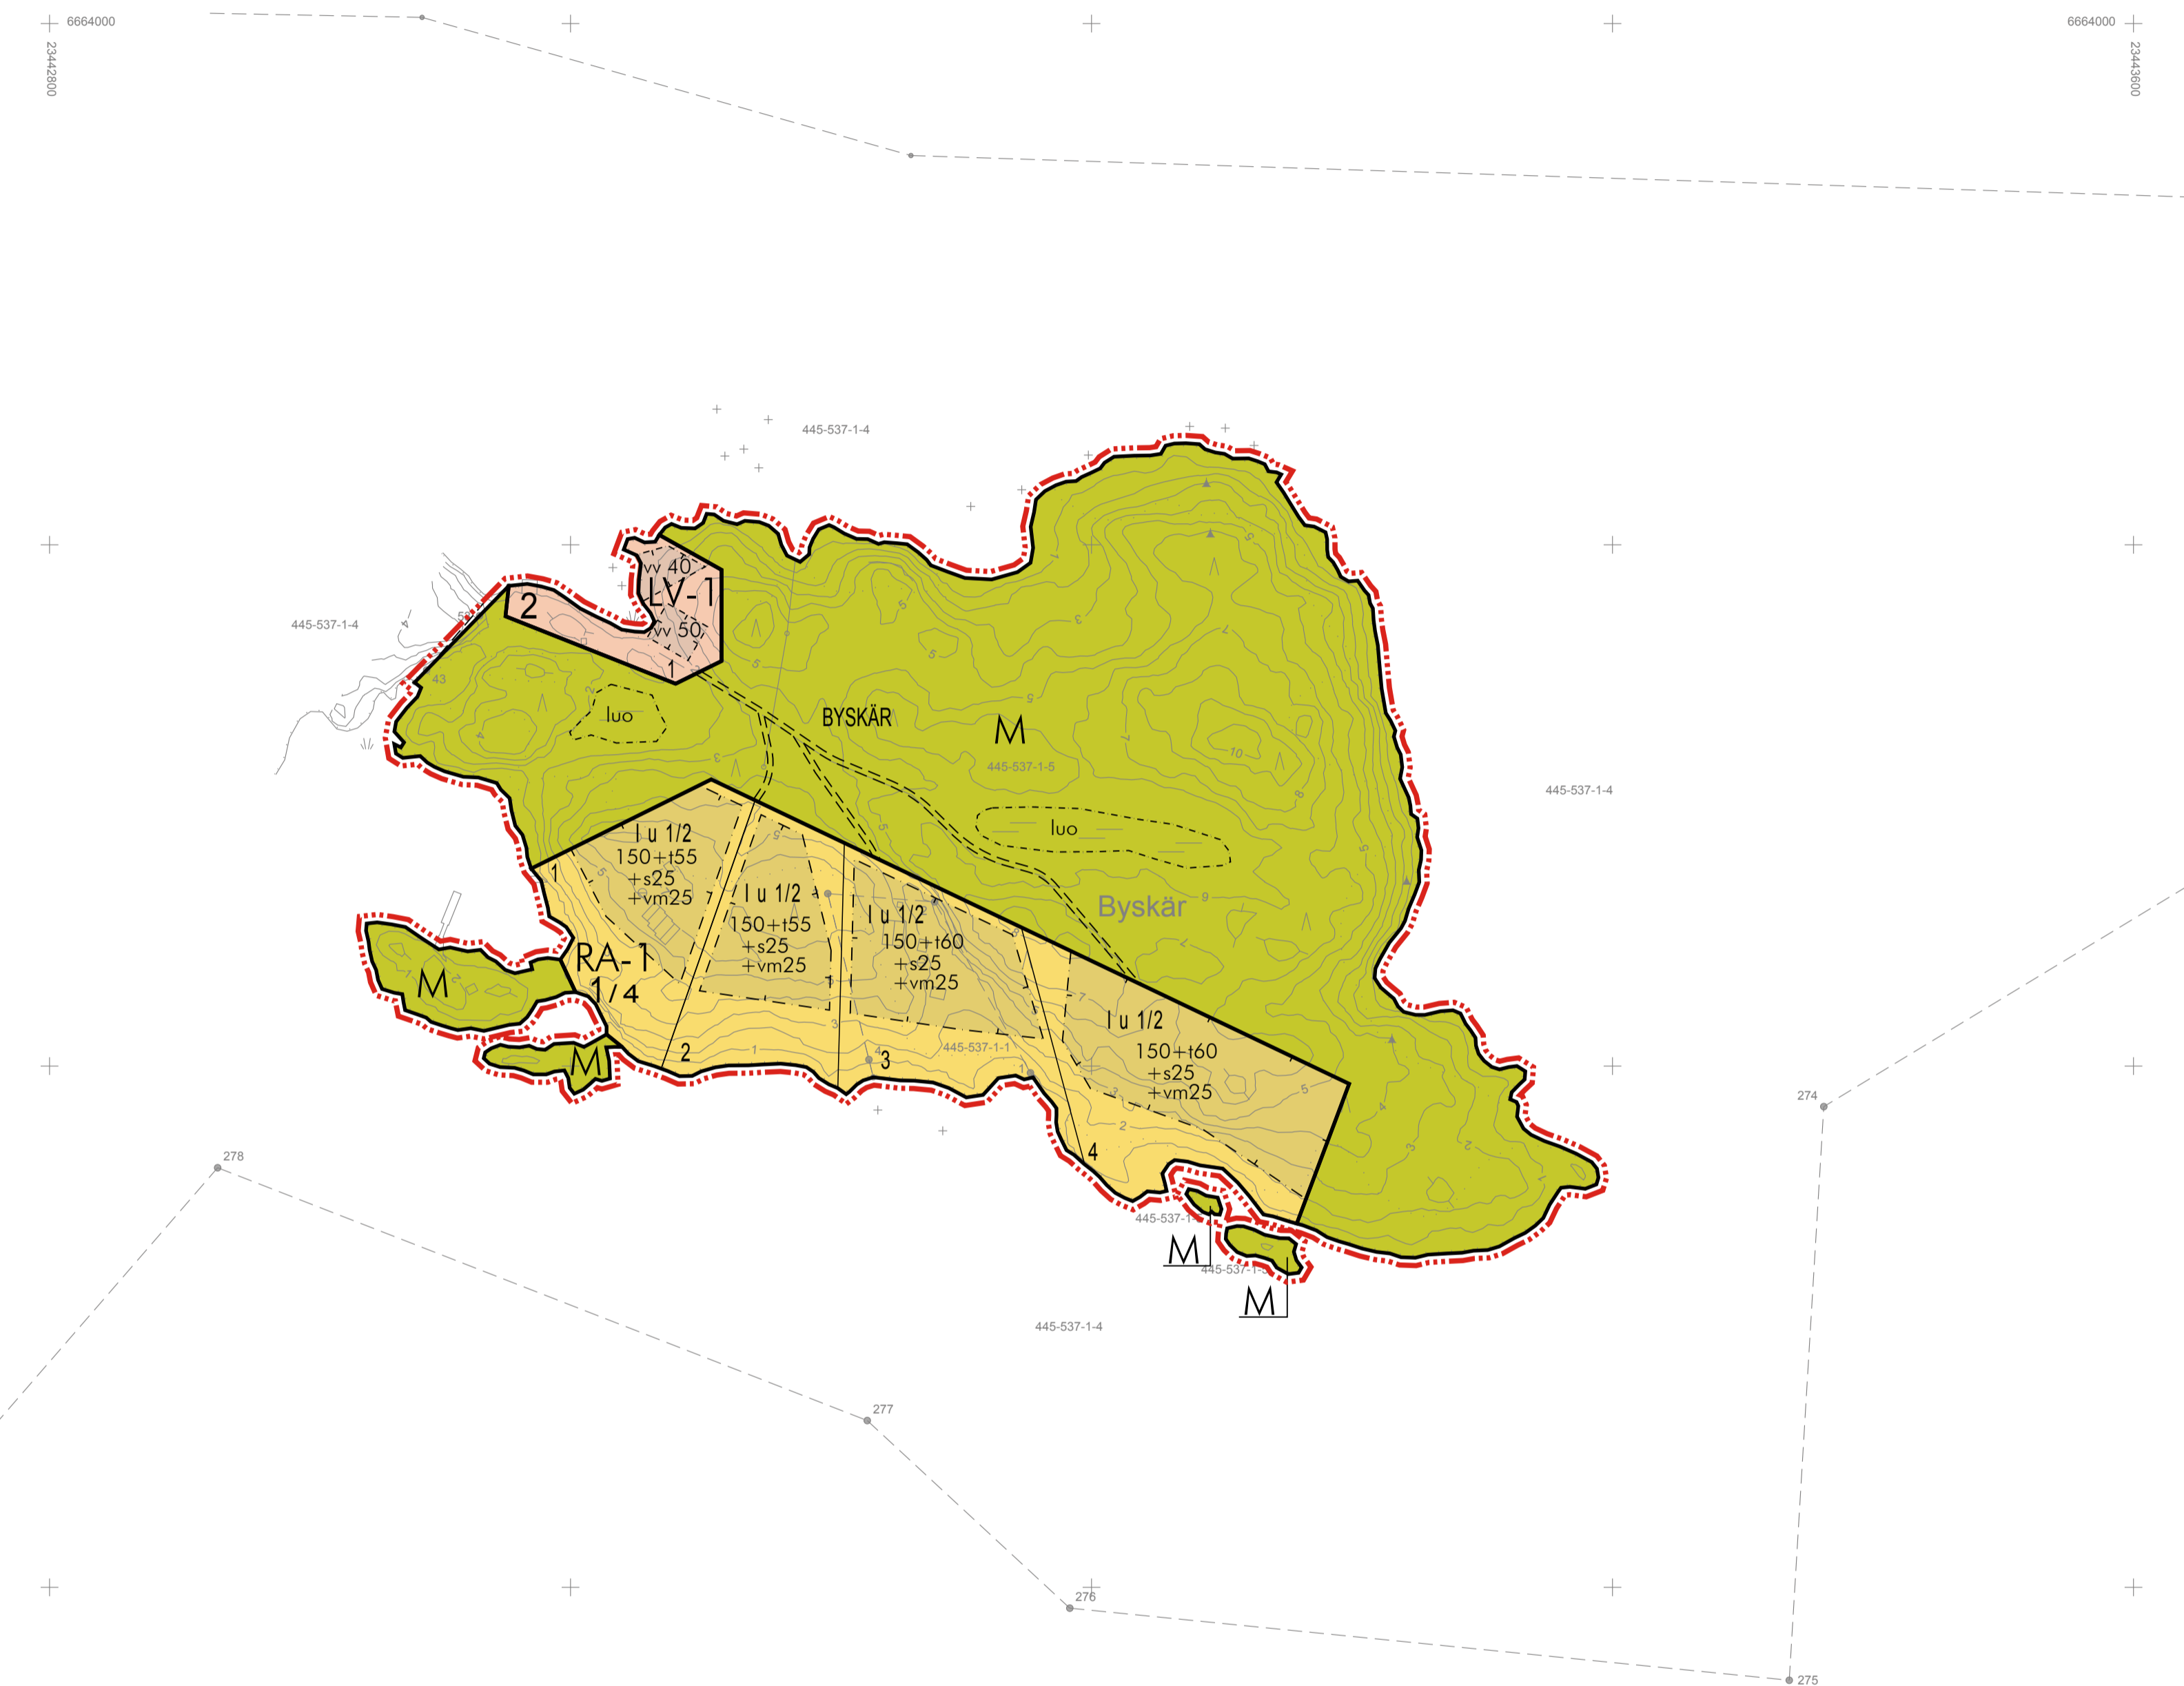 6664000
6664000
23442800
23443600
445-537-1-4
vv 40
LV-1
2
vv 50
1
445-537-1-4
43
luo
BYSKÄR
M
445-537-1-5
445-537-1-4
10
luo
Byskär
I u 1/2
150+t55
+s25
+vm25
1
I u 1/2
150+t55
+s25
+vm25
I u 1/2
150+t60
+s25
+vm25
RA-1
1/4
M
M
2
3
445-537-1-1
I u 1/2
150+t60
+s25
+vm25
4
274
278
M
M
445-537-1-4
277
276
275